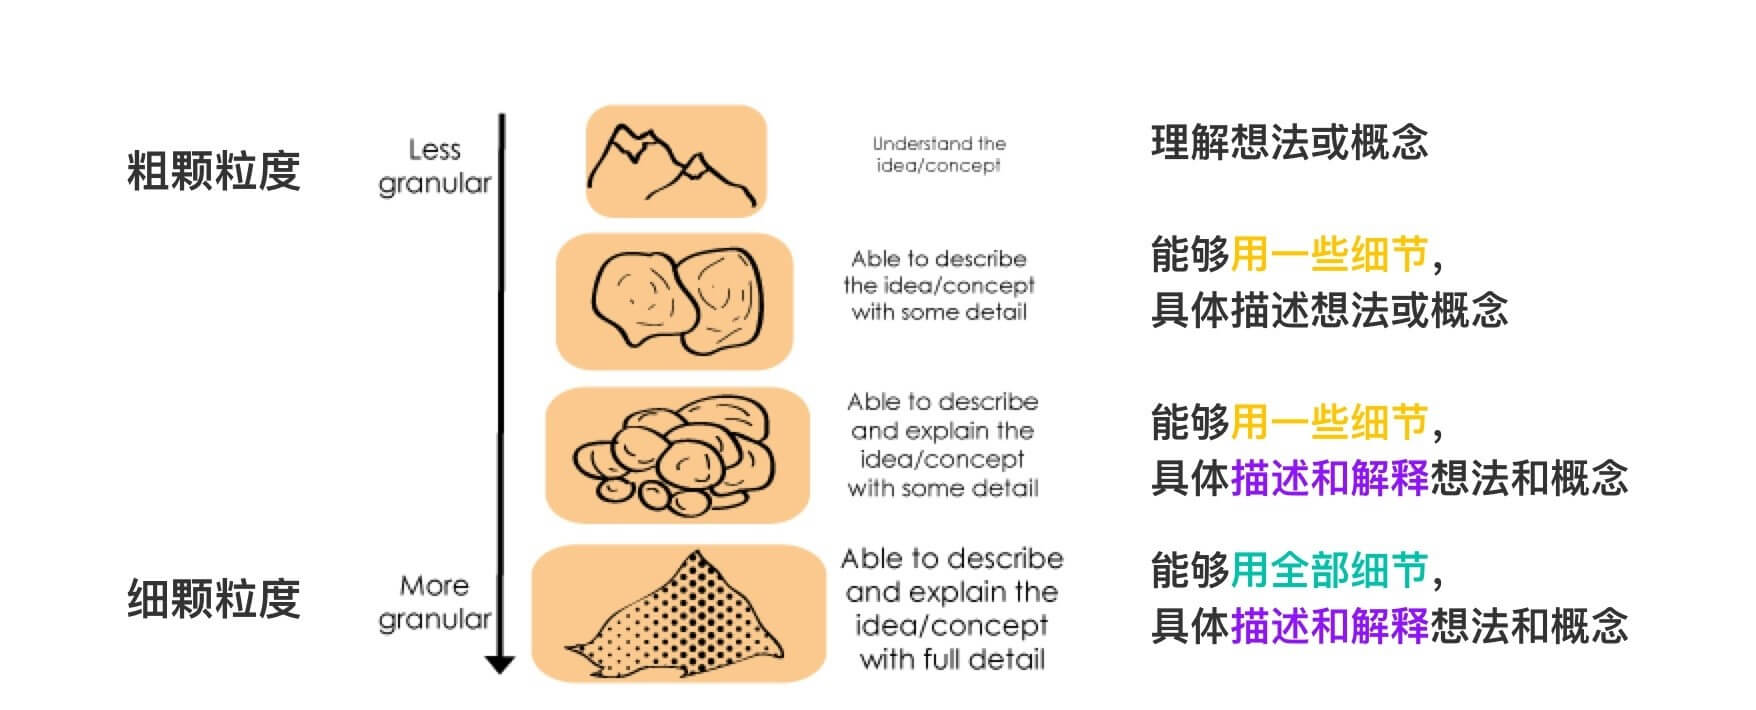 粗颗粒度
Less
granular
Understand the
idea/concept
理解想法或概念
Able to describe
the idea/concept
with some detail
能够用一些细节，
具体描述想法或概念
Able to describe
and explain the
idea/concept
with some detail
能够用一些细节，
具体描述和解释想法和概念
细颗粒度
More
granular
Able to describe
and explain the
idea/concept
with full detail
能够用全部细节，
具体描述和解释想法和概念